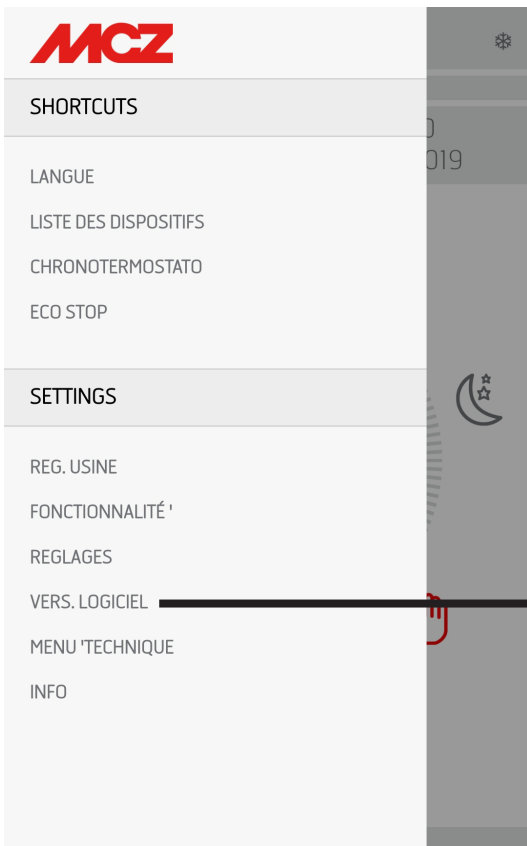 MCZ
SHORTCUTS
LANGUE
LISTE DES DISPOSITIFS
CHRONOTERMOSTATO
ECO STOP
SETTINGS
REG. USINE
FONCTIONNALITÉ '
REGLAGES
VERS. LOGICIEL
MENU 'TECHNIQUE
INFO
019